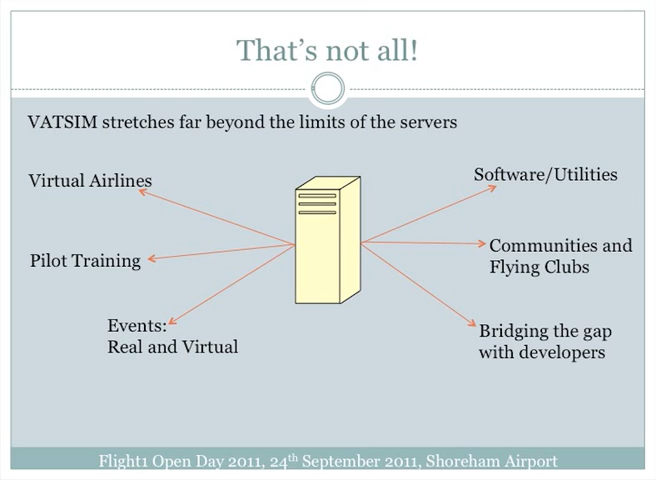 That's not all!
VATSIM stretches far beyond the limits of the servers
Virtual Airlines
Pilot Training
Events:
Real and Virtual
Software/Utilities
Communities and
Flying Clubs
Bridging the gap
with developers
Flight1 Open Day 2011, 24th September 2011, Shoreham Airport